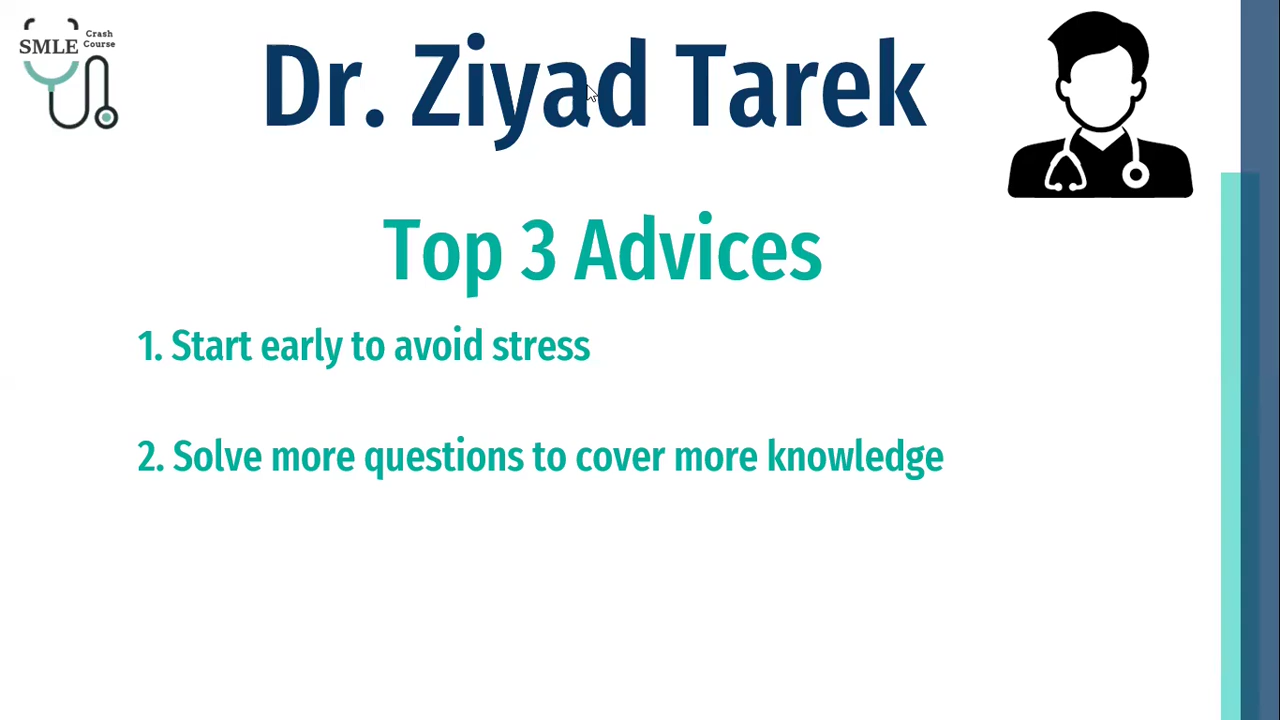 SMLE
Crash
Course
Dr. Ziyad Tarek
Top 3 Advices
1. Start early to avoid stress
2. Solve more questions to cover more knowledge